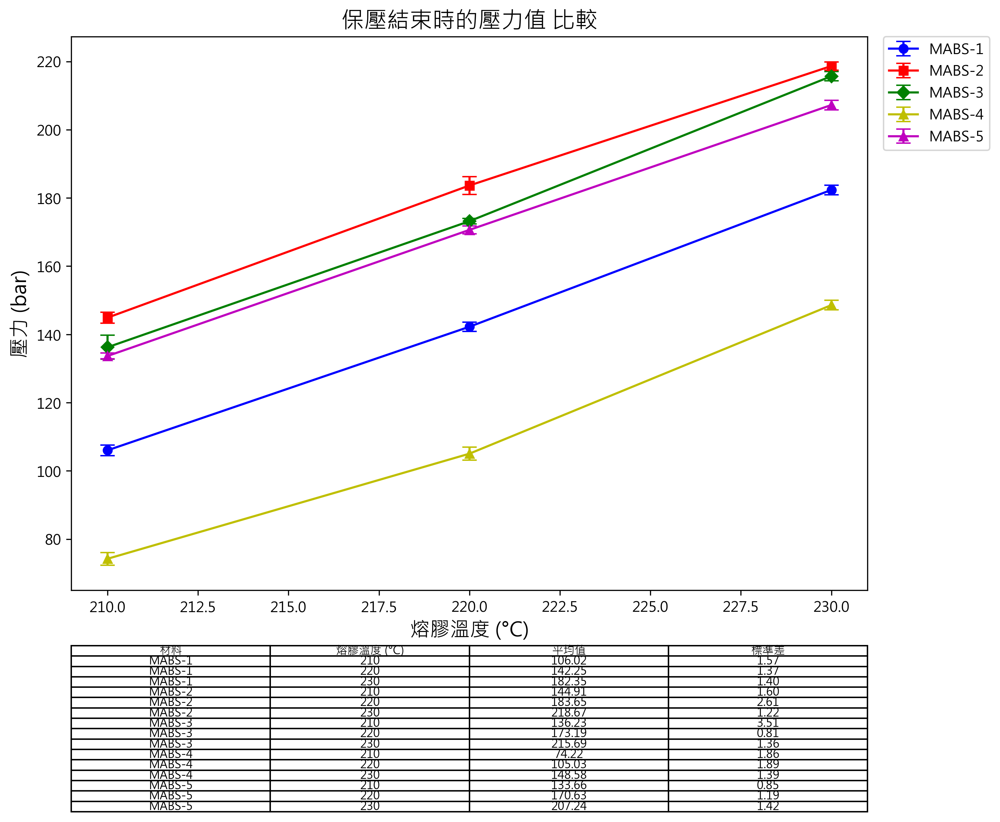 保壓結束時的壓力值 比較
MABS-1
MABS-2
MABS-3
MABS-4
MABS-5
壓力 (bar)
220
200
180
160
140
120
100
80
210.0 212.5 215.0 217.5 220.0 222.5 225.0 227.5 230.0
熔膠溫度 (°C)
材料 熔膠溫度 (°C) 平均值 標準差
MABS-1 210 106.02 1.57
MABS-1 220 142.25 1.37
MABS-1 230 182.35 1.40
MABS-2 210 144.91 1.60
MABS-2 220 183.65 2.61
MABS-2 230 218.67 1.22
MABS-3 210 136.23 3.51
MABS-3 220 173.19 0.81
MABS-3 230 215.69 1.36
MABS-4 210 74.22 1.86
MABS-4 220 105.03 1.89
MABS-4 230 148.58 1.39
MABS-5 210 133.66 0.85
MABS-5 220 170.63 1.19
MABS-5 230 207.24 1.42